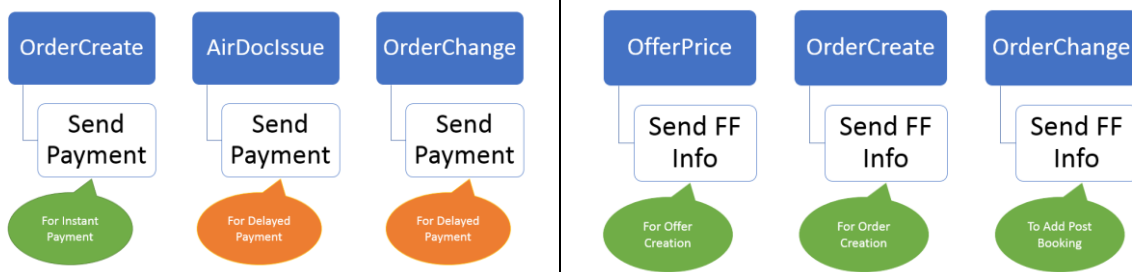 OrderCreate
Send
Payment
For Instant
Payment
AirDocIssue
Send
Payment
For Delayed
Payment
OrderChange
Send
Payment
For Delayed
Payment
OfferPrice
Send FF
Info
For Offer
Creation
OrderCreate
Send FF
Info
For Order
Creation
OrderChange
Send FF
Info
To Add Post
Booking